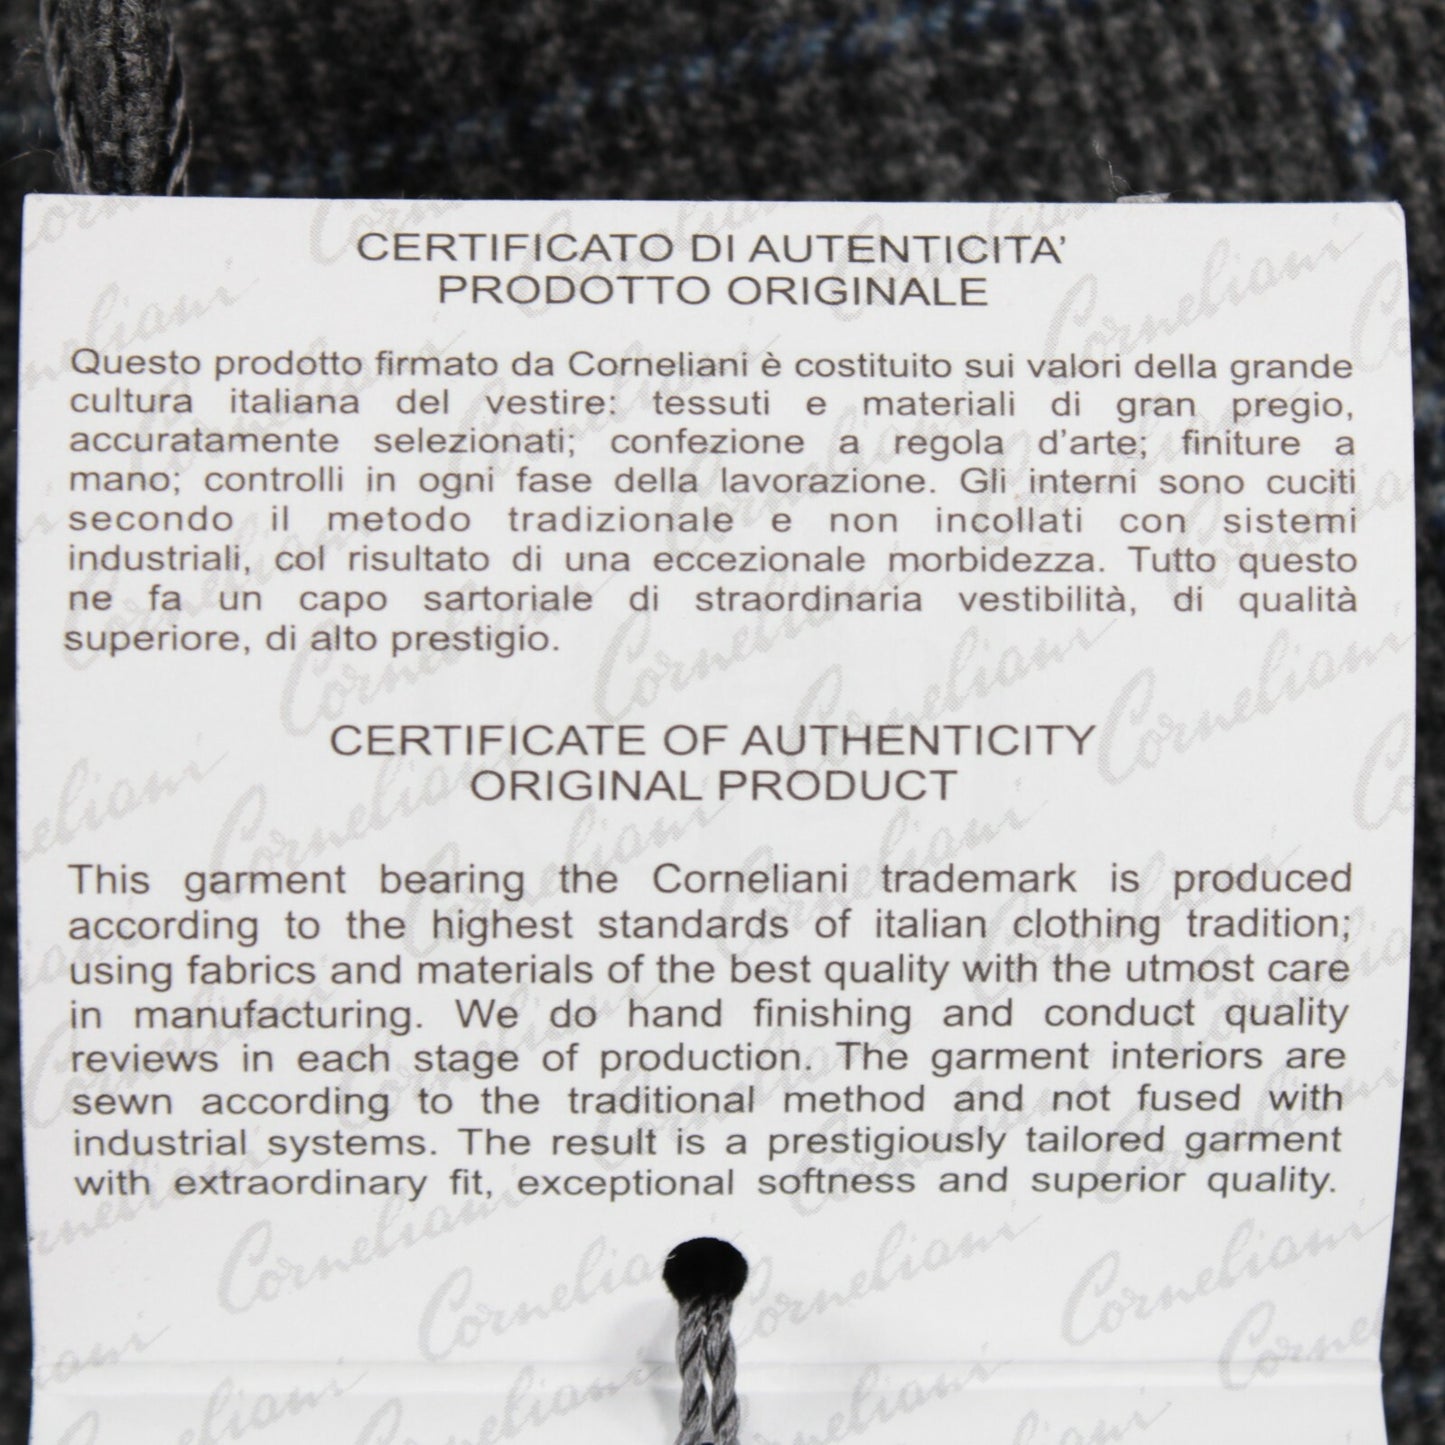 CERTIFICATO DI AUTENTICITA'
PRODOTTO ORIGINALE
Questo prodotto firmato da Corneliani è costituito sui valori della grande
cultura italiana del vestire: tessuti e materiali di gran pregio,
accuratamente selezionati; confezione a regola d'arte; finiture a
mano; controlli in ogni fase della lavorazione. Gli interni sono cuciti
secondo il metodo tradizionale e non incollati con sistemi
industriali, col risultato di una eccezionale morbidezza. Tutto questo
ne fa un capo sartoriale di straordinaria vestibilità, di qualità
superiore, di alto prestigio.
CERTIFICATE OF AUTHENTICITY
ORIGINAL PRODUCT
This garment bearing the Corneliani trademark is produced
according to the highest standards of italian clothing tradition;
using fabrics and materials of the best quality with the utmost care
in manufacturing. We do hand finishing and conduct quality
reviews in each stage of production. The garment interiors are
sewn according to the traditional method and not fused with
industrial systems. The result is a prestigiously tailored garment
with extraordinary fit, exceptional softness and superior quality.